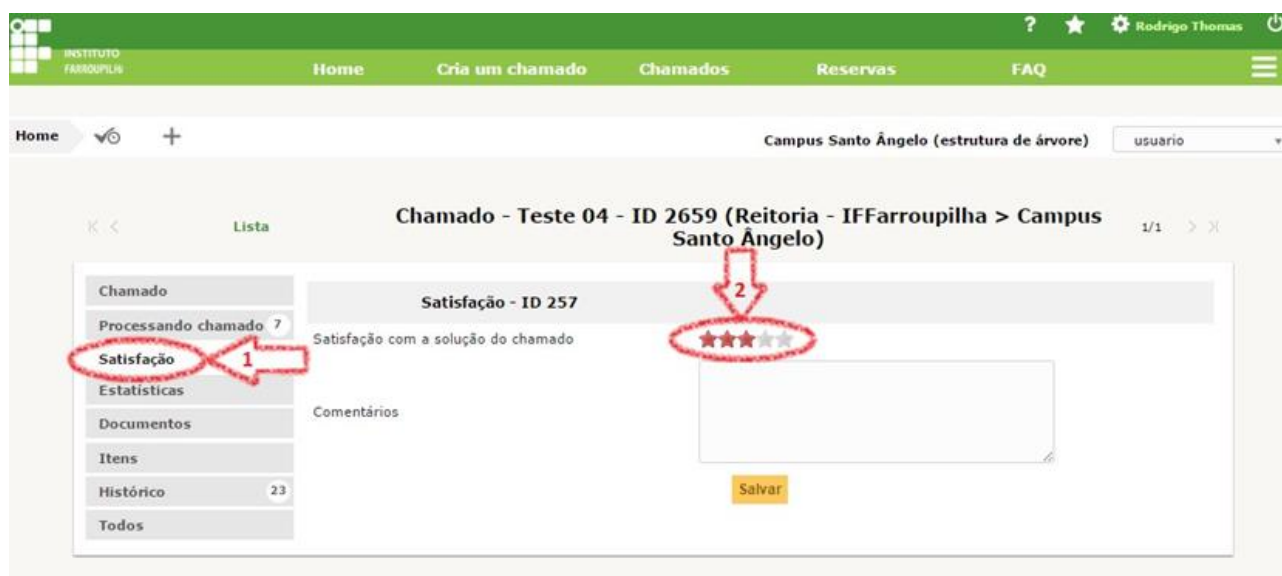 ? Rodrigo Thomas
INSTITUTO
FARROUPILHA
Home Cria um chamado Chamados Reservas FAQ
Home
Campus Santo Ângelo (estrutura de árvore) usuario
Lista
Chamado - Teste 04 - ID 2659 (Reitoria - IFFarroupilha > Campus
Santo Ângelo)
1/1
Chamado
Processando chamado 7
Satisfação
1
Estatísticas
Documentos
Itens
Histórico 23
Todos
Satisfação - ID 257
2
Satisfação com a solução do chamado
Comentários
Salvar